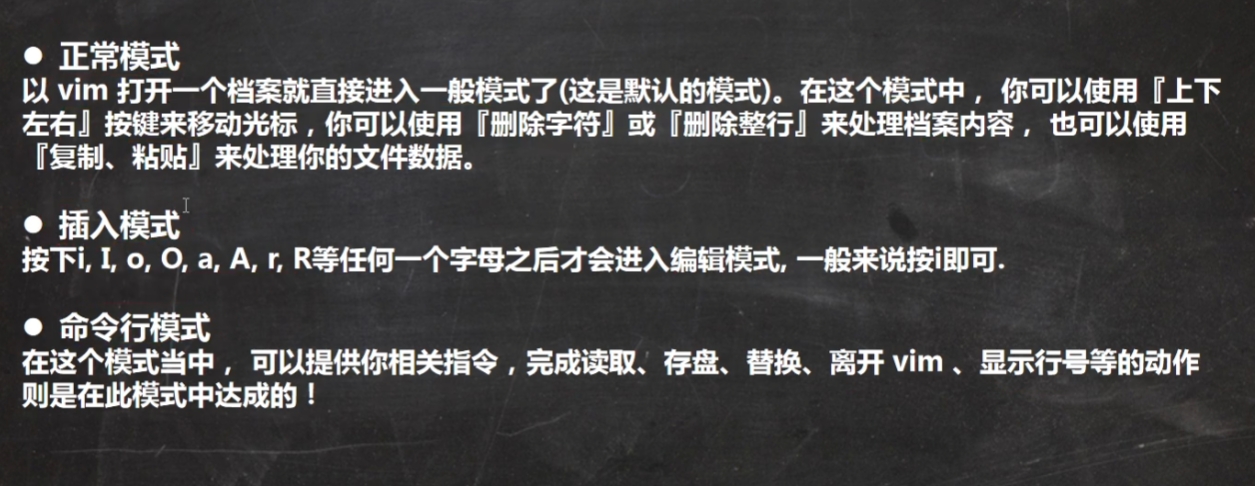 ● 正常模式
以 vim 打开一个档案就直接进入一般模式了(这是默认的模式)。在这个模式中， 你可以使用『上下
左右』按键来移动光标，你可以使用『删除字符』或『删除整行』来处理档案内容， 也可以使用
『复制、粘贴』来处理你的文件数据。
● 插入模式
按下i, I, o, O, a, A, r, R等任何一个字母之后才会进入编辑模式, 一般来说按i即可.
● 命令行模式
在这个模式当中， 可以提供你相关指令，完成读取、存盘、替换、离开 vim 、显示行号等的动作
则是在此模式中达成的！